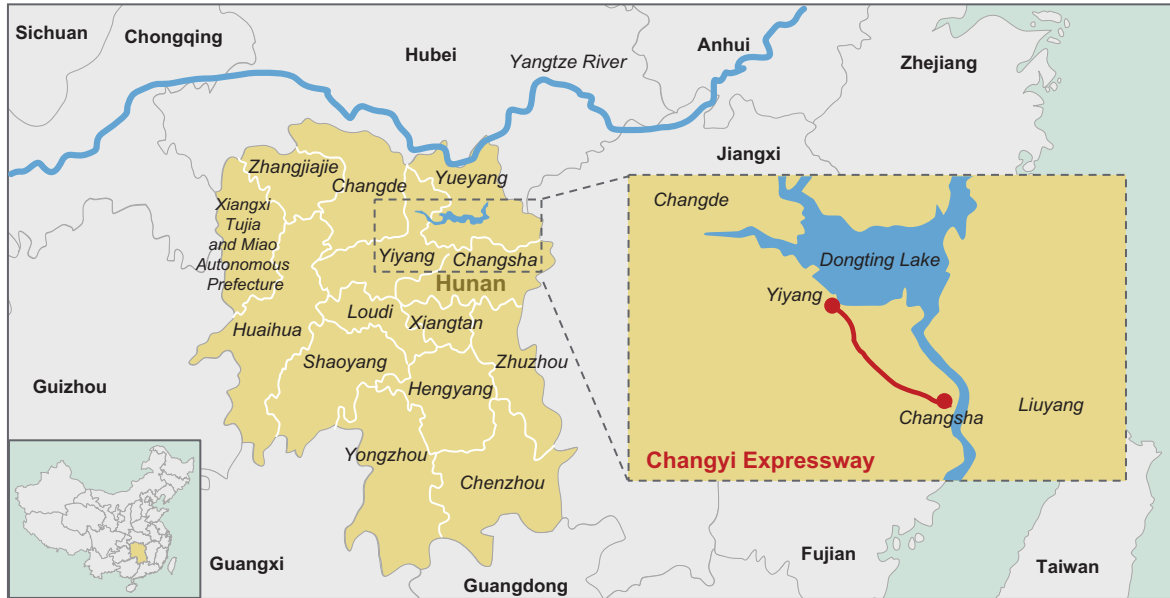 Sichuan
Chongqing
Hubei
Yangtze River
Anhui
Zhejiang
Jiangxi
Zhangjiajie
Changde
Yueyang
Xiangxi
Tujia
and Miao
Autonomous
Prefecture
Yiyang
Changsha
Hunan
Huaihua
Loudi
Xiangtan
Shaoyang
Zhuzhou
Hengyang
Yongzhou
Chenzhou
Guizhou
Guangxi
Guangdong
Changde
Dongting Lake
Yiyang
Changsha
Liuyang
Changyi Expressway
Fujian
Taiwan